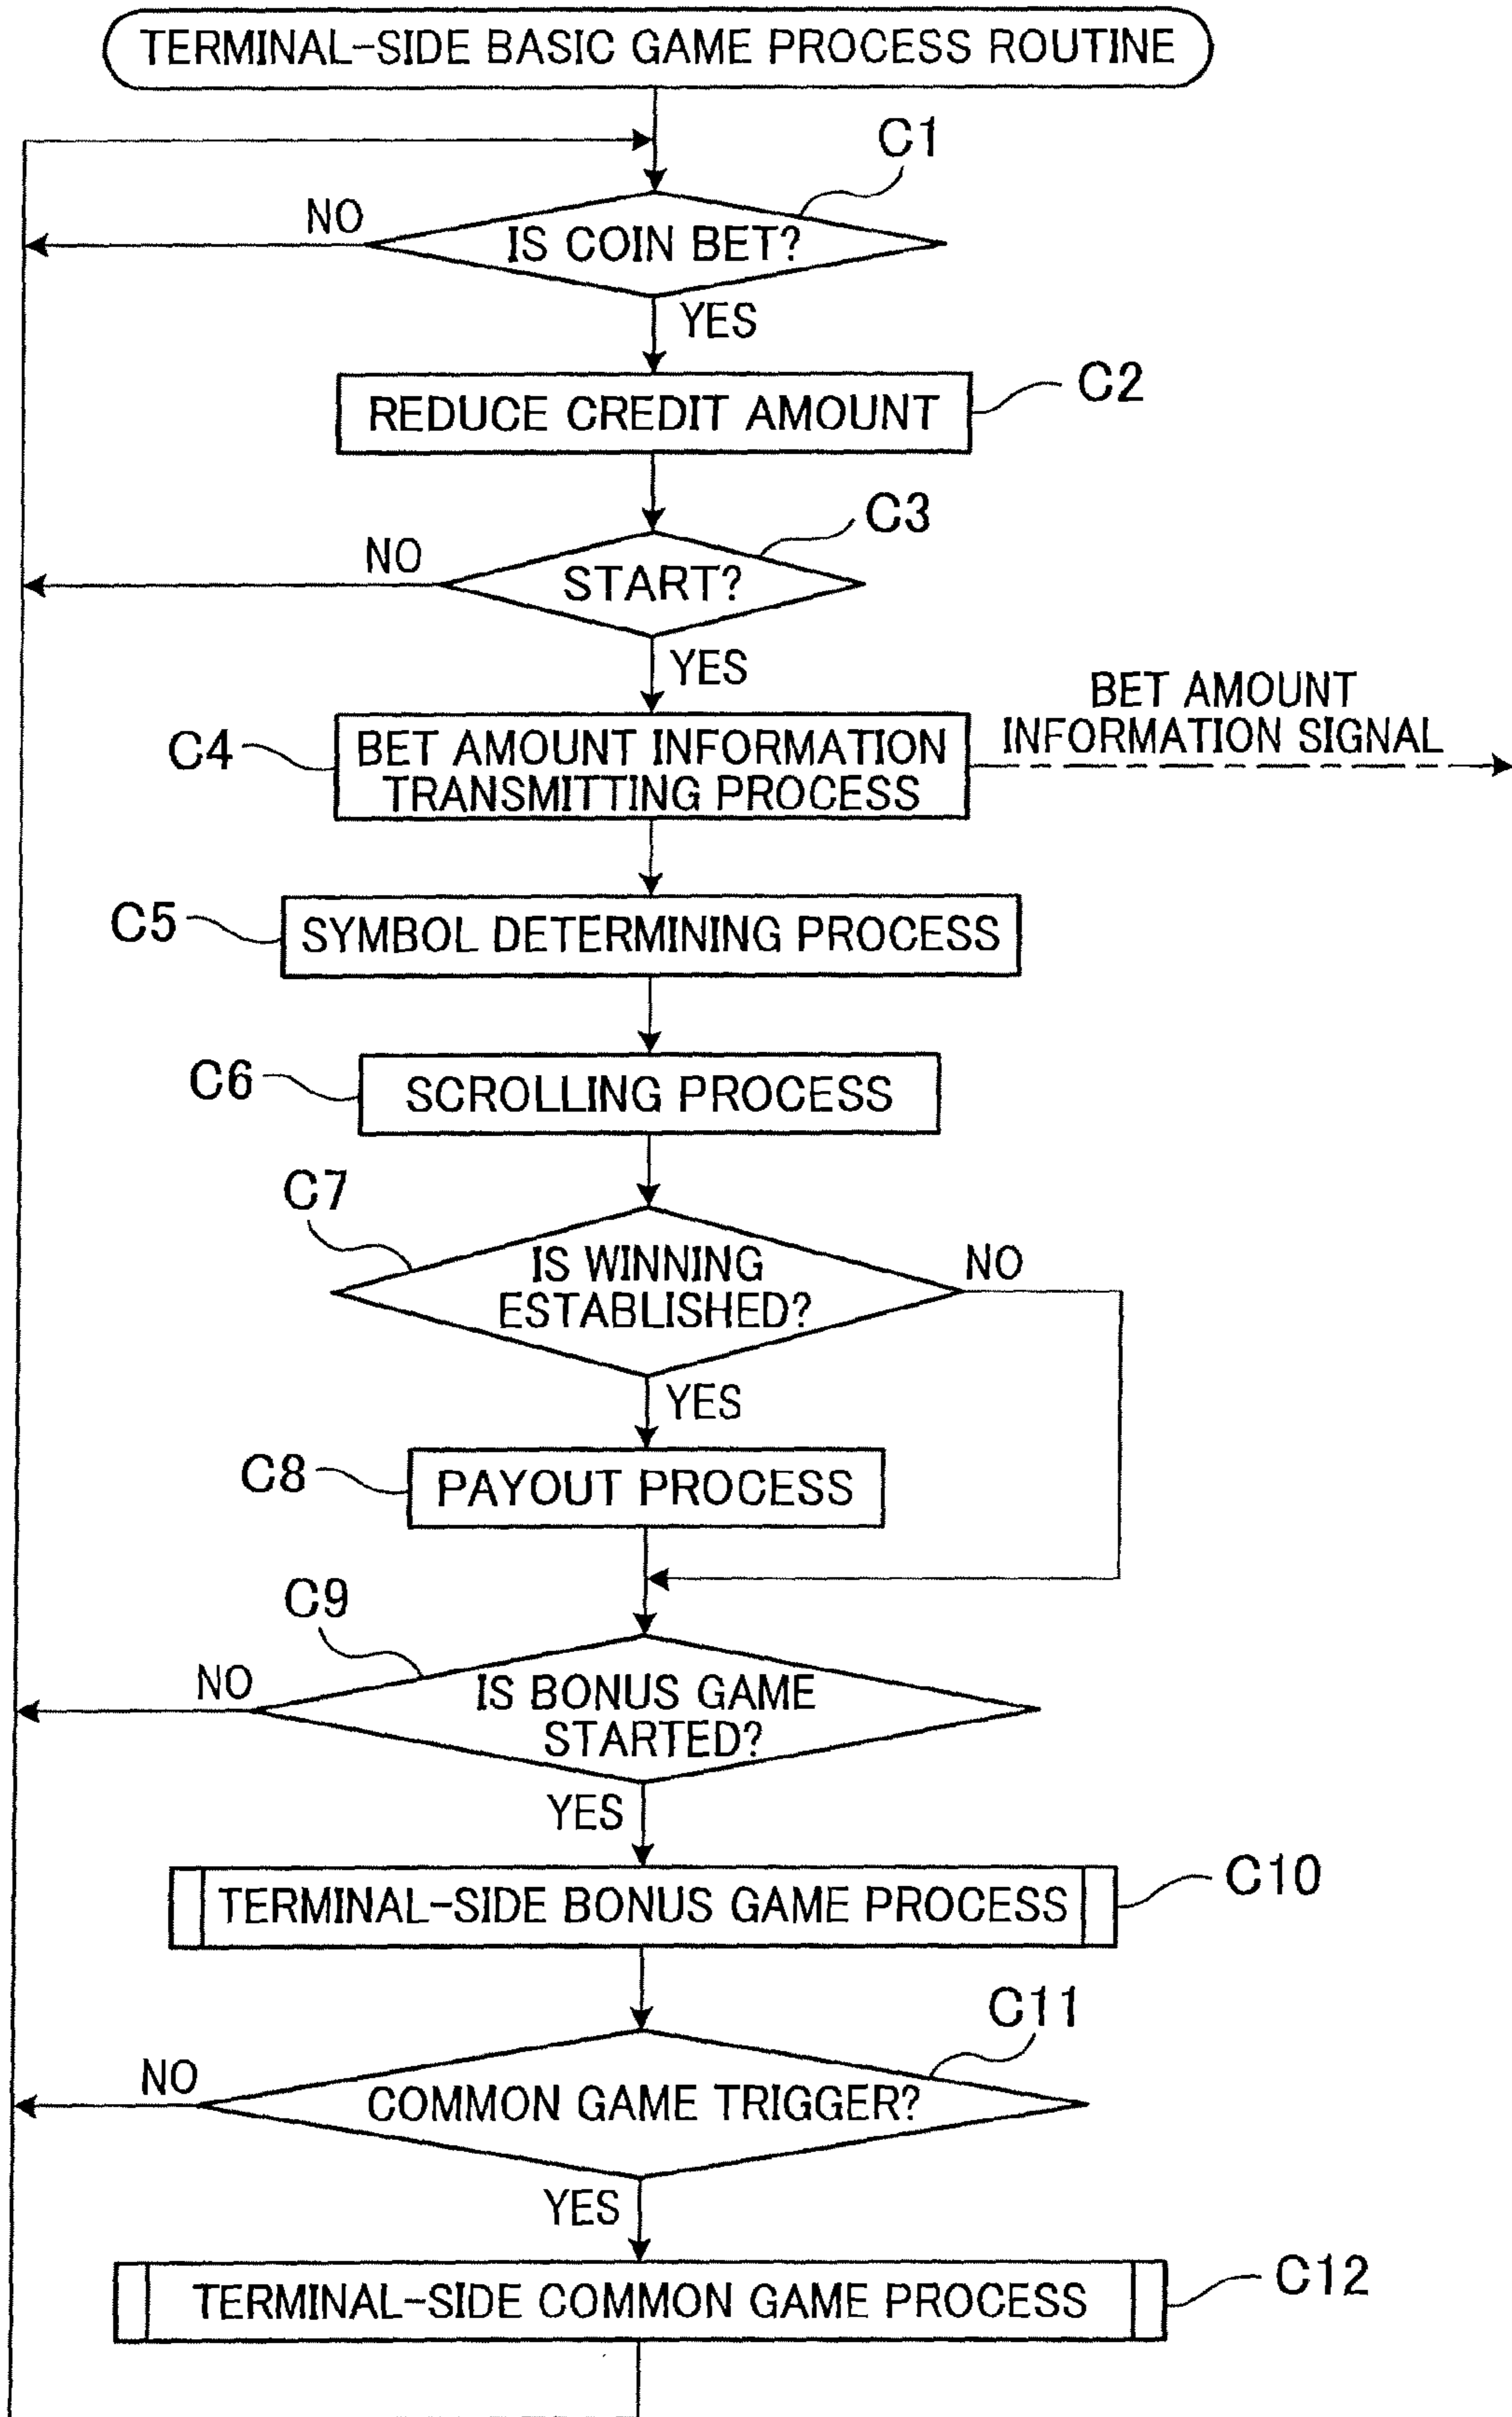 TERMINAL-SIDE BASIC GAME PROCESS ROUTINE
C1
NO
IS COIN BET?
YES
C2
REDUCE CREDIT AMOUNT
C3
NO
START?
YES
BET AMOUNT
INFORMATION SIGNAL
C4
BET AMOUNT INFORMATION
TRANSMITTING PROCESS
C5
SYMBOL DETERMINING PROCESS
C6
SCROLLING PROCESS
C7
IS WINNING
ESTABLISHED?
NO
YES
C8
PAYOUT PROCESS
C9
NO
IS BONUS GAME
STARTED?
YES
TERMINAL-SIDE BONUS GAME PROCESS
C10
C11
NO
COMMON GAME TRIGGER?
YES
TERMINAL-SIDE COMMON GAME PROCESS
C12